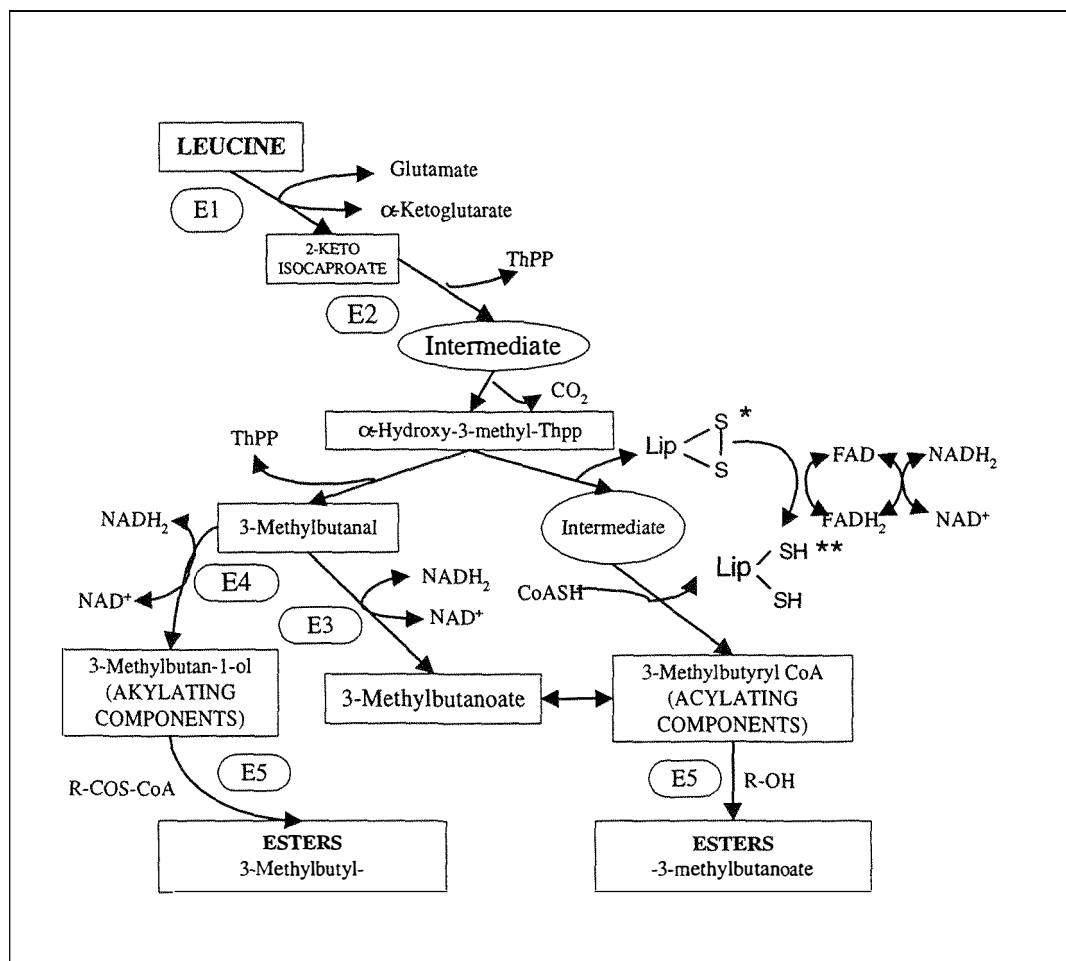 LEUCINE
Glutamate
E1
α-Ketoglutarate
2-KETO
ISOCAPROATE
ThPP
E2
Intermediate
CO₂
α-Hydroxy-3-methyl-Thpp
ThPP
Lip
S *
S
FAD
NADH₂
NADH₂
3-Methylbutanal
Intermediate
FADH₂
NAD⁺
Lip
SH **
SH
E4
NADH₂
CoASH
NAD⁺
E3
NAD⁺
3-Methylbutan-1-ol
(AKYLATING
COMPONENTS)
3-Methylbutanoate
3-Methylbutyryl CoA
(ACYLATING
COMPONENTS)
R-COS-CoA
E5
E5
R-OH
ESTERS
3-Methylbutyl-
ESTERS
-3-methylbutanoate